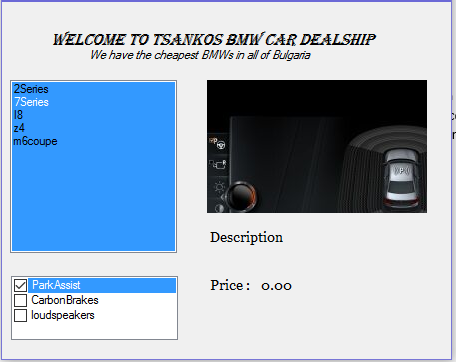 WELCOME TO TSANKOS BMW CAR DEALSHIP
We have the cheapest BMWs in all of Bulgaria
2Series
7Series
I8
z4
m6coupe
Description
Price : 0.00
ParkAssist
CarbonBrakes
loudspeakers